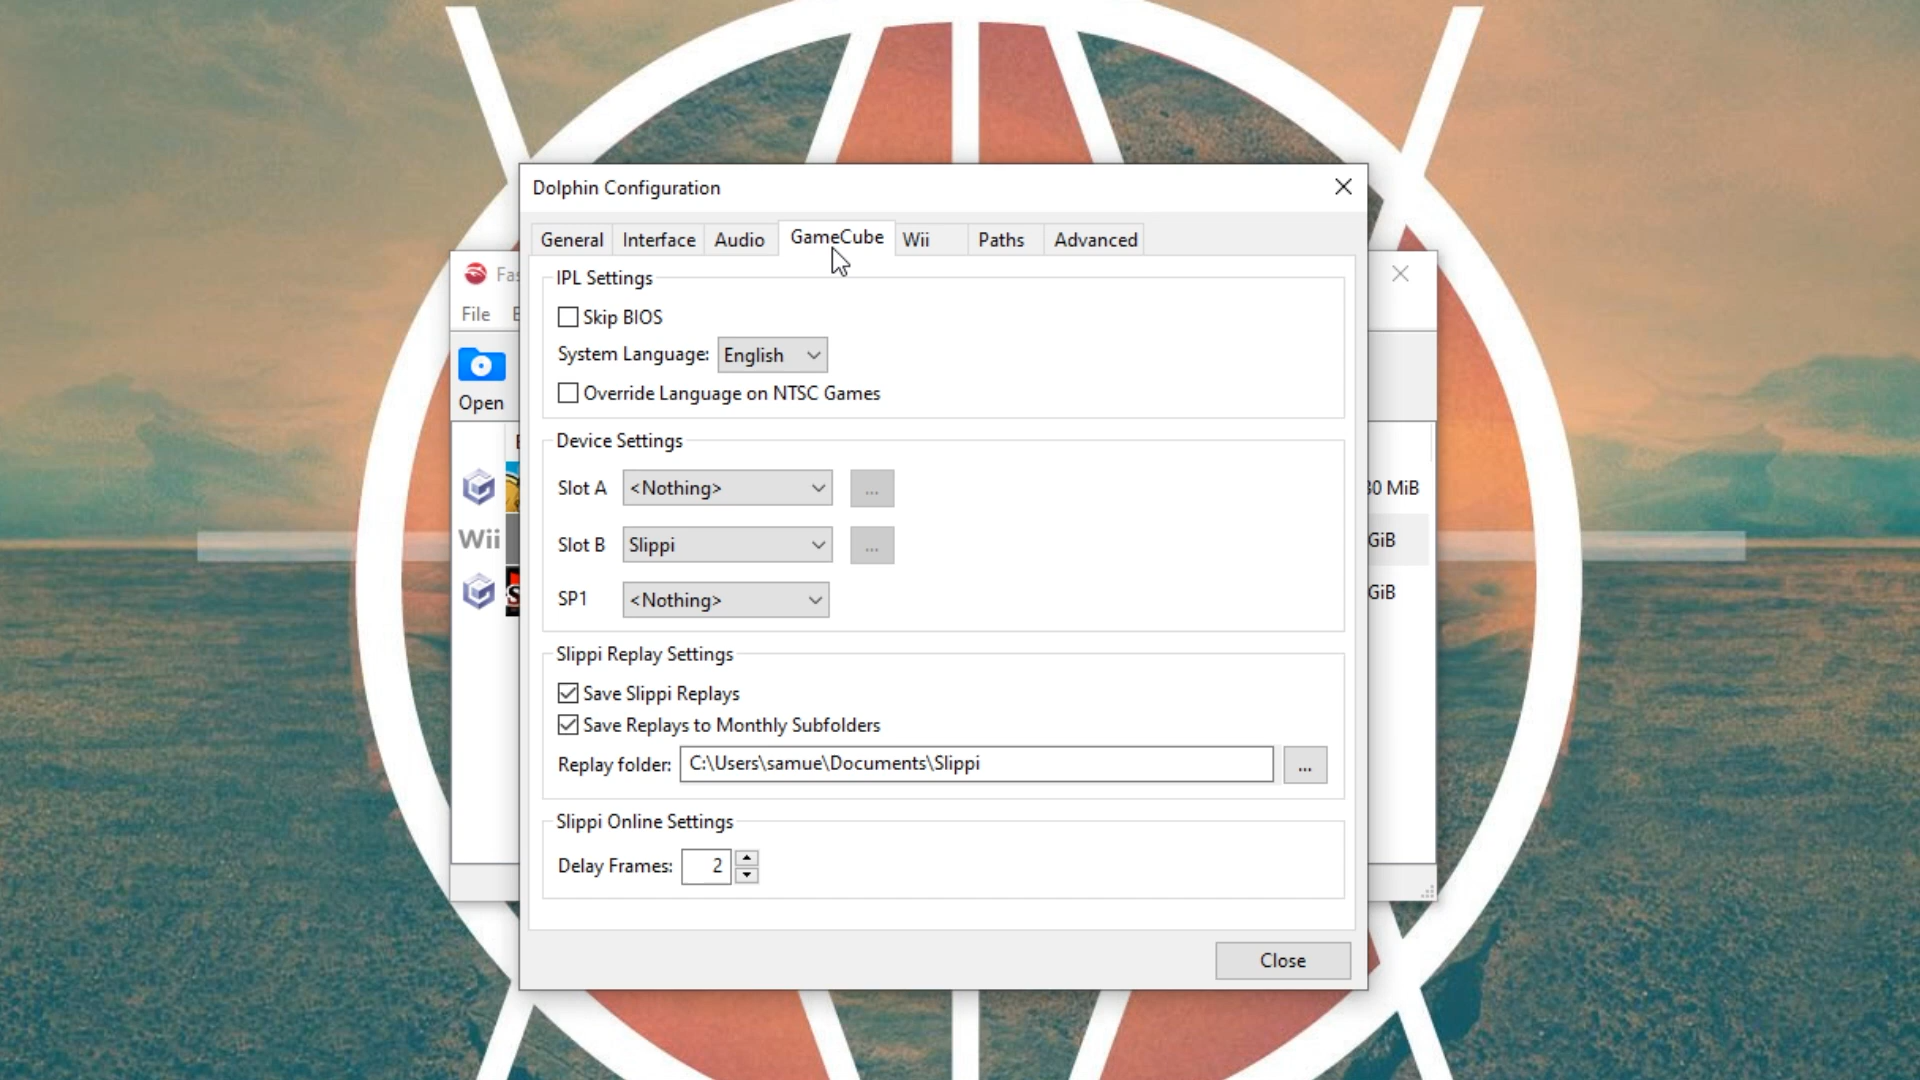 Dolphin Configuration
General Interface Audio GameCube Wii Paths Advanced
IPL Settings
Skip BIOS
System Language: English
Override Language on NTSC Games
Device Settings
Slot A <Nothing> ...
Slot B Slippi ...
SP1 <Nothing>
Slippi Replay Settings
Save Slippi Replays
Save Replays to Monthly Subfolders
Replay folder: C:\Users\samue\Documents\Slippi ...
Slippi Online Settings
Delay Frames: 2
Close
File
Open
Wii
MiB
GiB
GiB